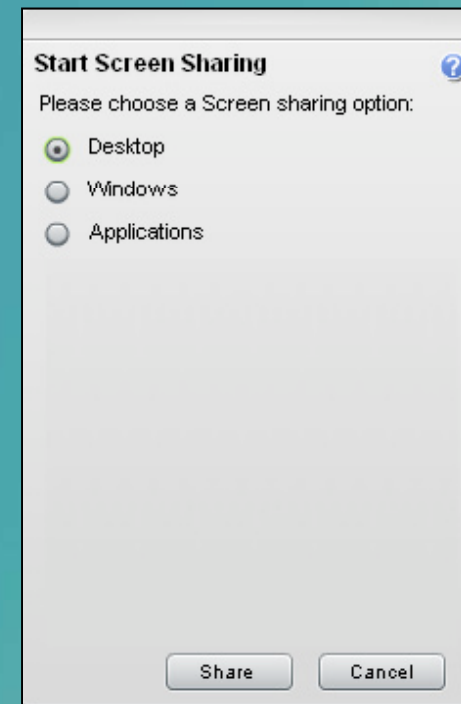 Start Screen Sharing ?
Please choose a Screen sharing option:
Desktop
Windows
Applications
Share Cancel